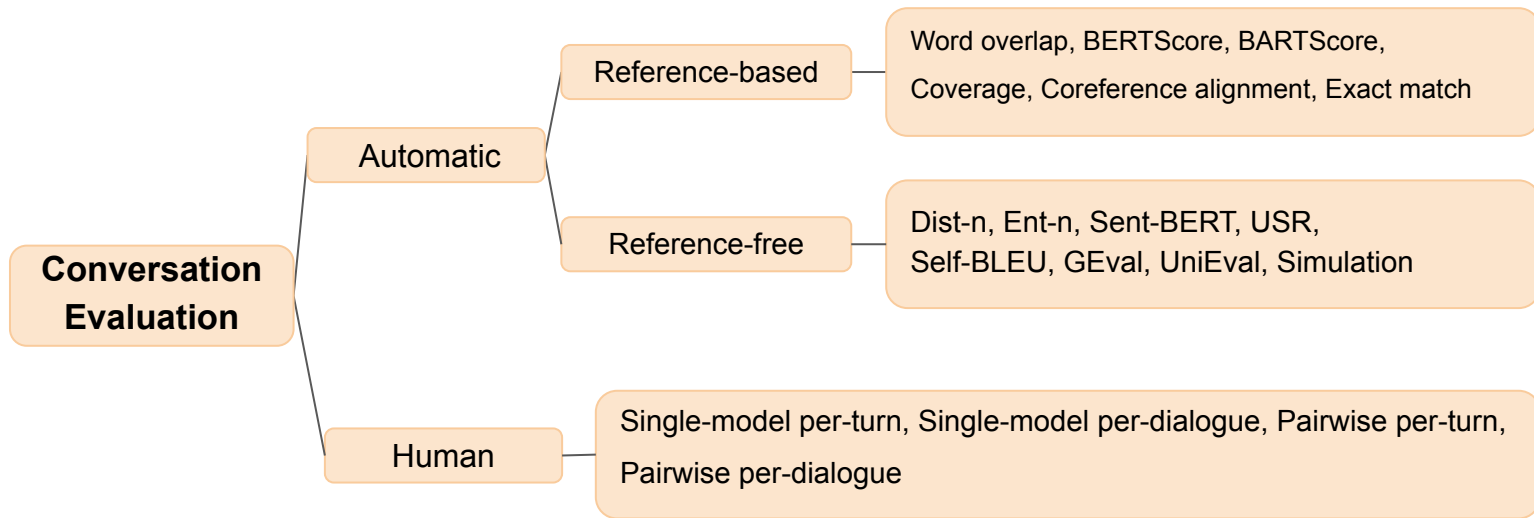 Conversation
Evaluation
Automatic
Reference-based
Word overlap, BERTScore, BARTScore,
Coverage, Coreference alignment, Exact match
Reference-free
Dist-n, Ent-n, Sent-BERT, USR,
Self-BLEU, GEval, UniEval, Simulation
Human
Single-model per-turn, Single-model per-dialogue, Pairwise per-turn,
Pairwise per-dialogue